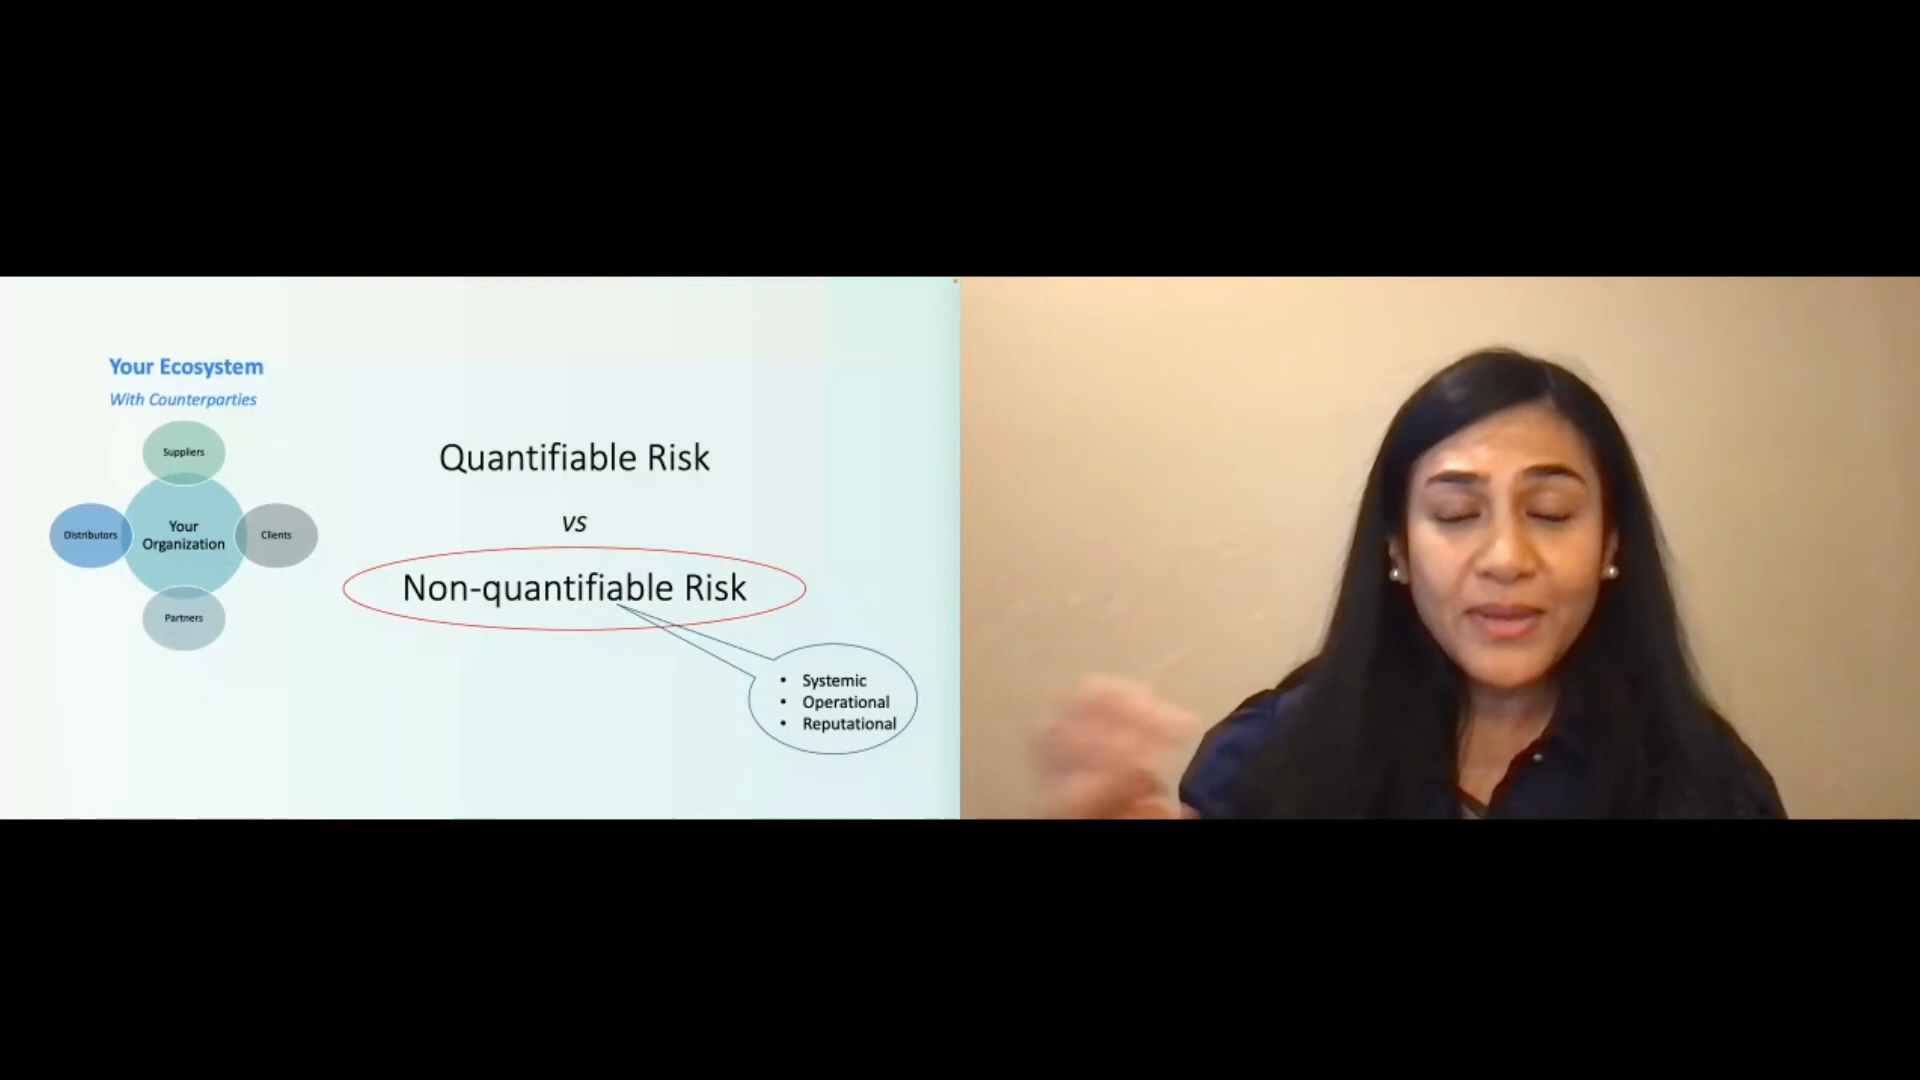 Your Ecosystem
With Counterparties
Suppliers
Distributors
Your
Organization
Clients
Partners
Quantifiable Risk
vs
Non-quantifiable Risk
• Systemic
• Operational
• Reputational